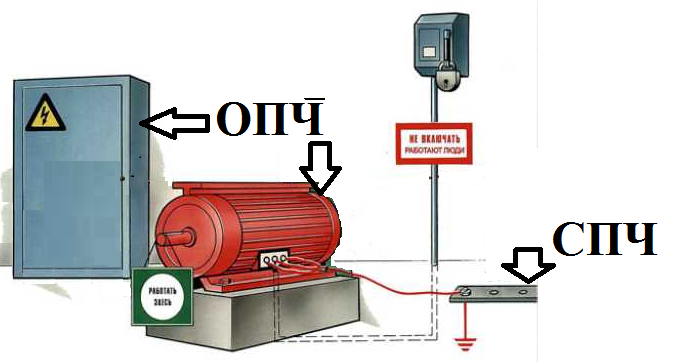 ОПЧ
НЕ ВКЛЮЧАТЬ
РАБОТАЮТ ЛЮДИ
СПЧ
РАБОТАТЬ
ЗДЕСЬ